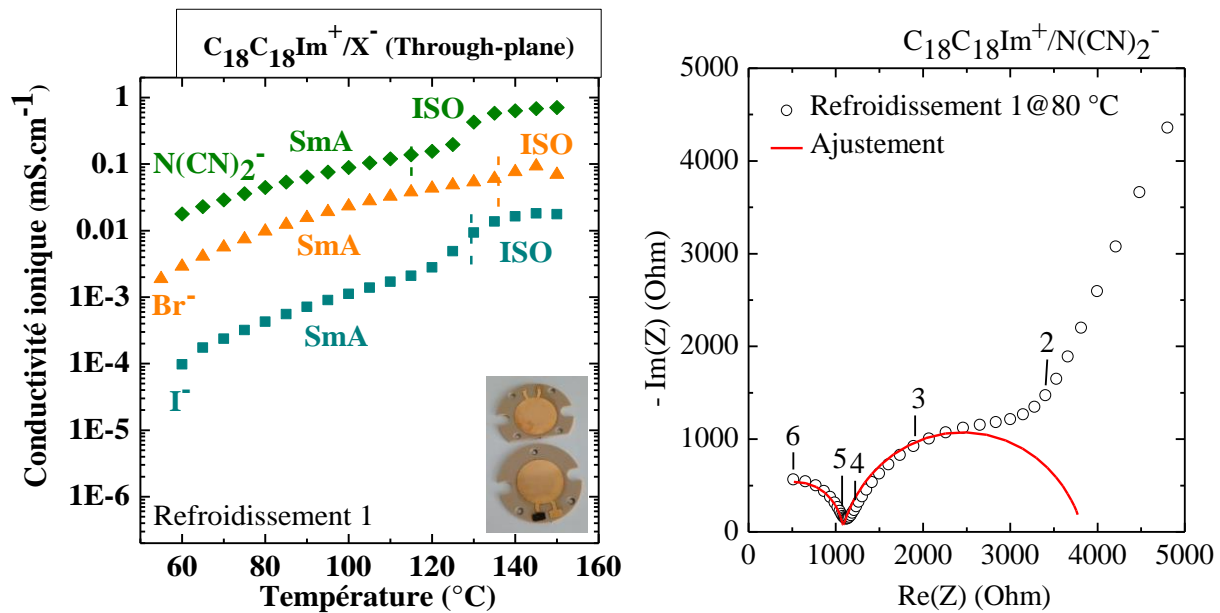 C18C18Im+/X- (Through-plane)
Conductivité ionique (mS.cm-1)
1
0.1
0.01
1E-3
1E-4
1E-5
1E-6
N(CN)2-
SmA
ISO
ISO
SmA
Br-
ISO
SmA
I-
Refroidissement 1
60 80 100 120 140 160
Température (°C)
C18C18Im+/N(CN)2-
- Im(Z) (Ohm)
5000
4000
3000
2000
1000
0
Refroidissement 1@80 °C
Ajustement
2
3
6
5
4
0 1000 2000 3000 4000 5000
Re(Z) (Ohm)